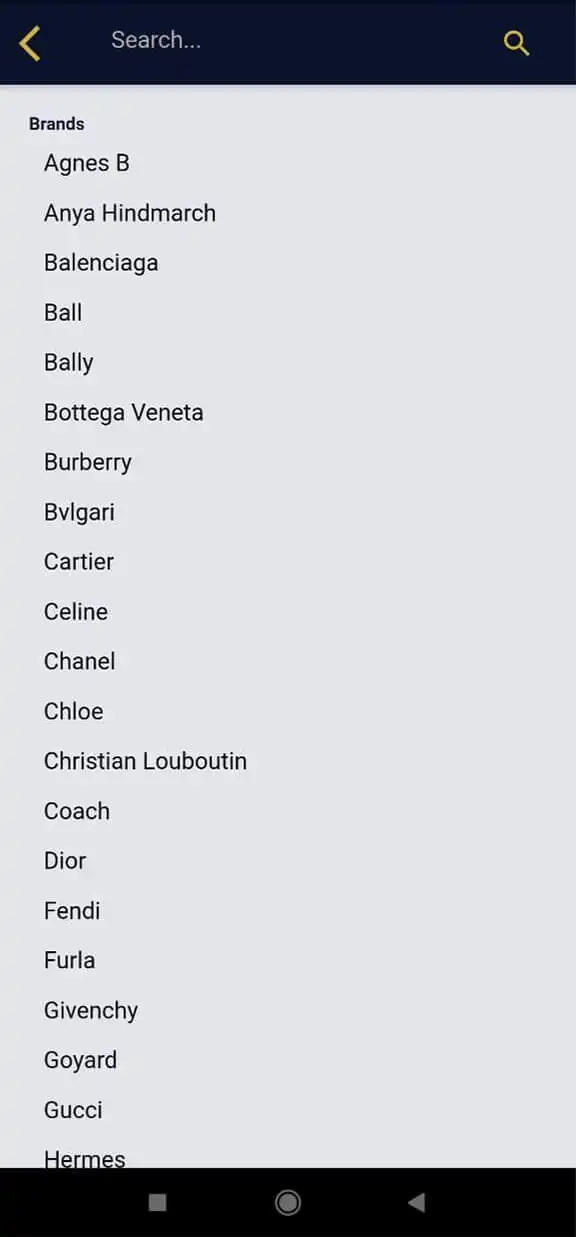 Search...
Brands
Agnes B
Anya Hindmarch
Balenciaga
Ball
Bally
Bottega Veneta
Burberry
Bvlgari
Cartier
Celine
Chanel
Chloe
Christian Louboutin
Coach
Dior
Fendi
Furla
Givenchy
Goyard
Gucci
Hermes